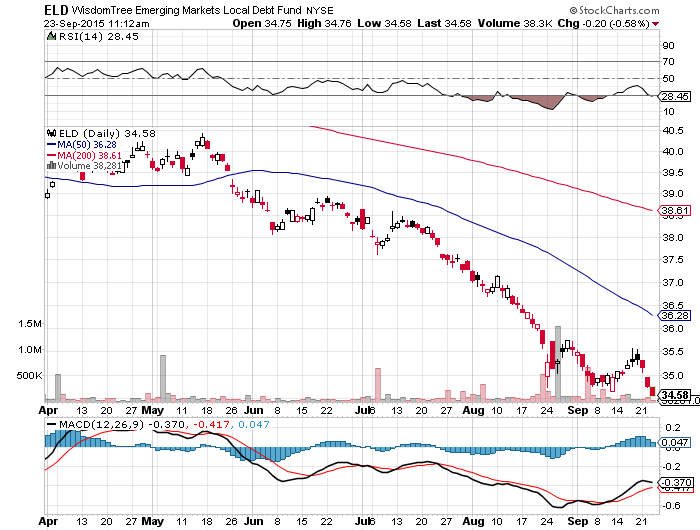 ELD WisdomTree Emerging Markets Local Debt Fund NYSE © StockCharts.com
23-Sep-2015 11:12am Open 34.75 High 34.76 Low 34.58 Last 34.58 Volume 38.3K Chg -0.20 (-0.58%)
RSI(14) 28.45
90
70
50
28.45
10
ELD (Daily) 34.58
MA(50) 36.28
MA(200) 38.61
Volume 38,281
40.5
40.0
39.5
39.0
38.61
38.0
37.5
37.0
36.5
36.28
36.0
35.5
35.0
34.58
1.5M
1.0M
500K
Apr 13 20 27 May 11 18 26 Jun 8 15 22 Jul 6 13 20 27 Aug 10 17 24 Sep 8 14 21
MACD(12,26,9) -0.370, -0.417, 0.047
0.2
0.047
-0.2
-0.370
-0.417
-0.6
Apr 13 20 27 May 11 18 26 Jun 8 15 22 Jul 6 13 20 27 Aug 10 17 24 Sep 8 14 21